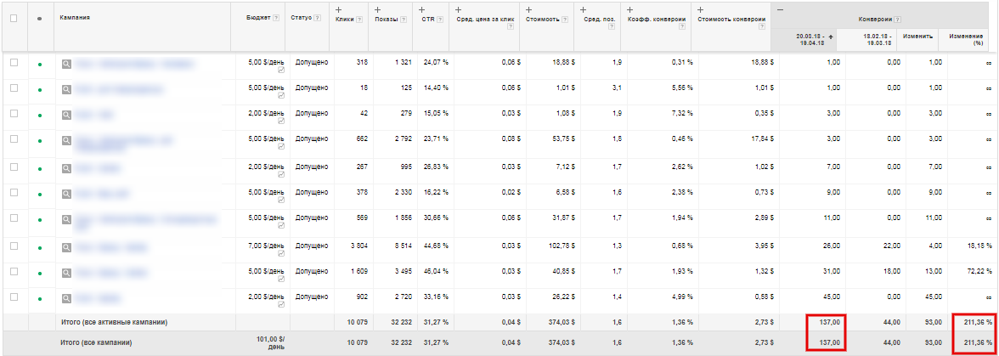 Кампания Бюджет ? Статус ? Клики ? Показы ? CTR ? Сред. цена за клик ? Стоимость ? Сред. поз. ? Коэфф. конверсии ? Стоимость конверсии ? Конверсии ?
20.03.18 - 19.04.18 13.02.18 - 19.03.18 Изменить Изменение (%)
5,00 $/день Допущено 318 1 321 24,07 % 0,06 $ 18,88 $ 1,9 0,31 % 18,88 $ 1,00 0,00 1,00 ∞
5,00 $/день Допущено 18 125 14,40 % 0,06 $ 1,01 $ 3,1 5,56 % 1,01 $ 1,00 0,00 1,00 ∞
2,00 $/день Допущено 42 279 15,05 % 0,03 $ 1,08 $ 1,9 7,32 % 0,35 $ 3,00 0,00 3,00 ∞
5,00 $/день Допущено 662 2 792 23,71 % 0,08 $ 53,75 $ 1,8 0,46 % 17,84 $ 3,00 0,00 3,00 ∞
2,00 $/день Допущено 267 995 26,83 % 0,03 $ 7,12 $ 1,7 2,62 % 1,02 $ 7,00 0,00 7,00 ∞
5,00 $/день Допущено 378 2 330 16,22 % 0,02 $ 6,58 $ 1,6 2,38 % 0,73 $ 9,00 0,00 9,00 ∞
5,00 $/день Допущено 569 1 856 30,66 % 0,06 $ 31,87 $ 1,7 1,94 % 2,89 $ 11,00 0,00 11,00 ∞
7,00 $/день Допущено 3 804 8 514 44,68 % 0,03 $ 102,78 $ 1,3 0,68 % 3,95 $ 26,00 22,00 4,00 18,18 %
5,00 $/день Допущено 1 609 3 495 46,04 % 0,03 $ 40,85 $ 1,7 1,93 % 1,32 $ 31,00 18,00 13,00 72,22 %
2,00 $/день Допущено 902 2 720 33,16 % 0,03 $ 26,22 $ 1,4 4,99 % 0,58 $ 45,00 0,00 45,00 ∞
Итого (все активные кампании) 10 079 32 232 31,27 % 0,04 $ 374,03 $ 1,6 1,36 % 2,73 $ 137,00 44,00 93,00 211,36 %
Итого (все кампании) 101,00 $/день 10 079 32 232 31,27 % 0,04 $ 374,03 $ 1,6 1,36 % 2,73 $ 137,00 44,00 93,00 211,36 %